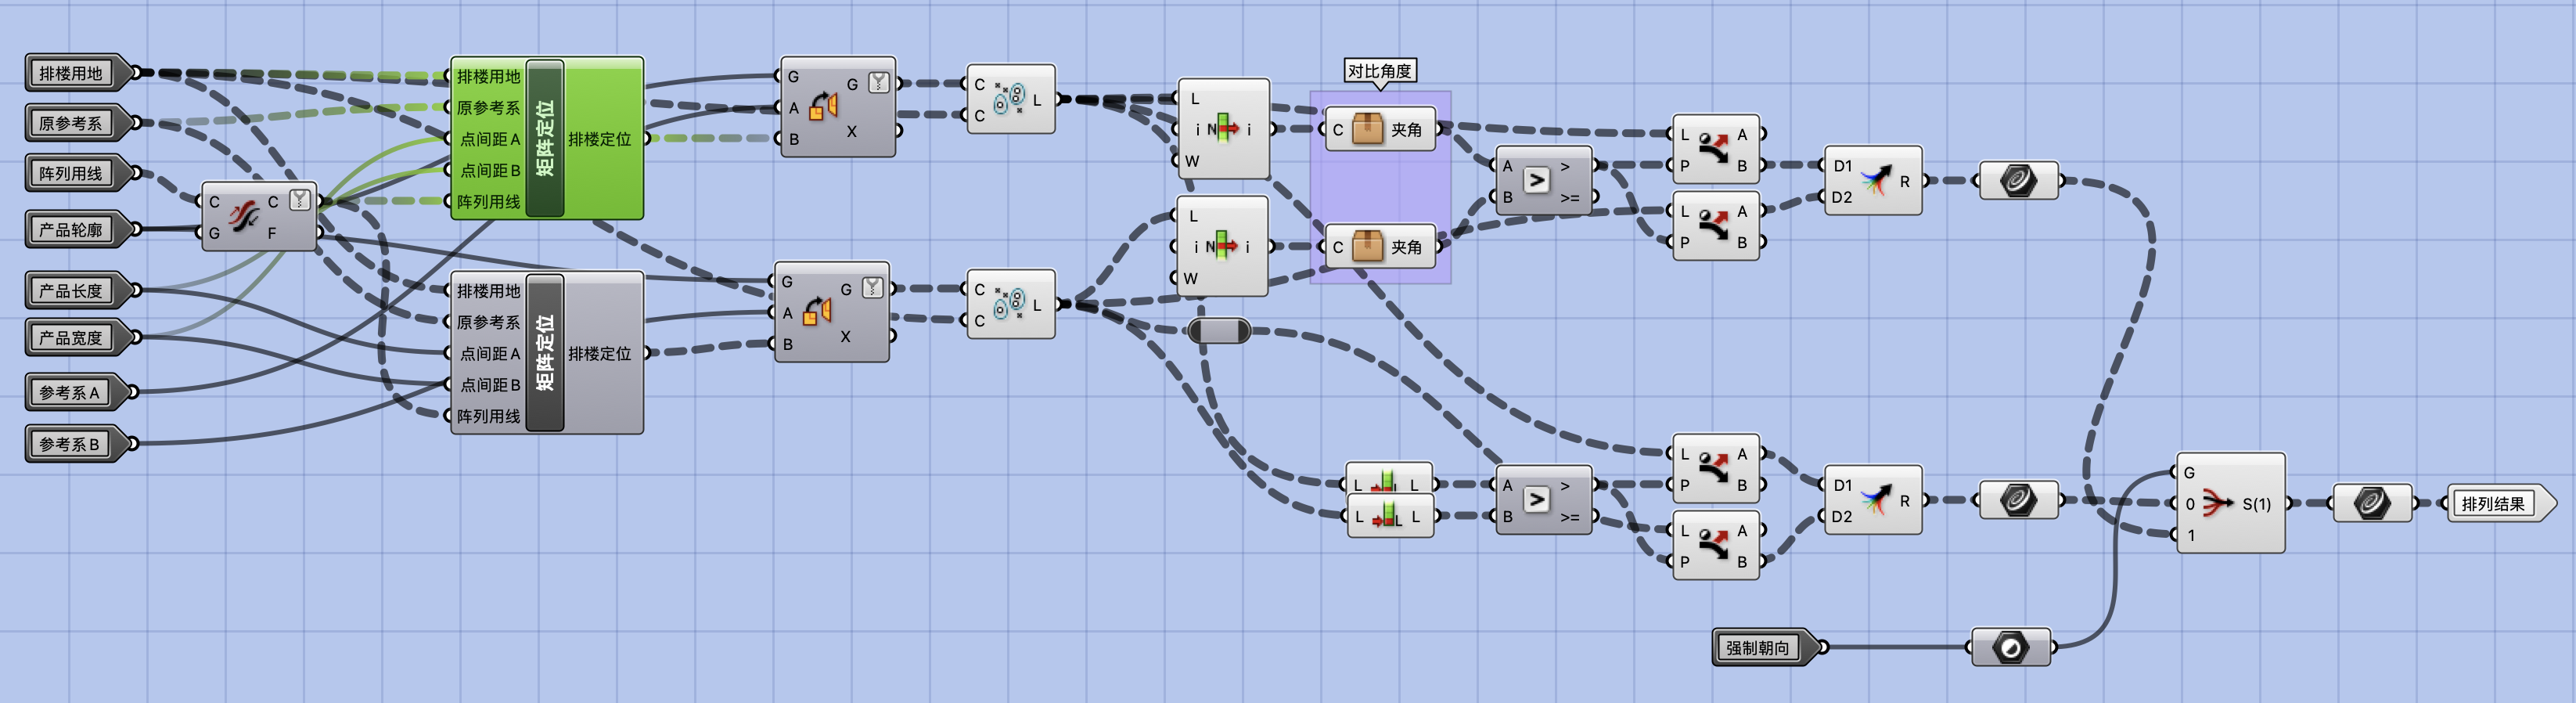 排楼用地
原参考系
阵列用线
产品轮廓
产品长度
产品宽度
参考系A
参考系B
C
G
C
F
排楼用地
原参考系
点间距A
点间距B
阵列用线
矩阵定位
排楼定位
排楼用地
原参考系
点间距A
点间距B
阵列用线
矩阵定位
排楼定位
G
A
B
G
X
G
A
B
G
X
C
C
L
C
C
L
L
i
W
N
i
L
i
W
N
i
对比角度
C
夹角
C
夹角
A
B
>
>
>=
L
P
A
B
L
P
A
B
D1
D2
R
L
L
L
L
L
A
B
>
>
>=
L
P
A
B
L
P
A
B
D1
D2
R
强制朝向
G
0
1
S(1)
排列结果